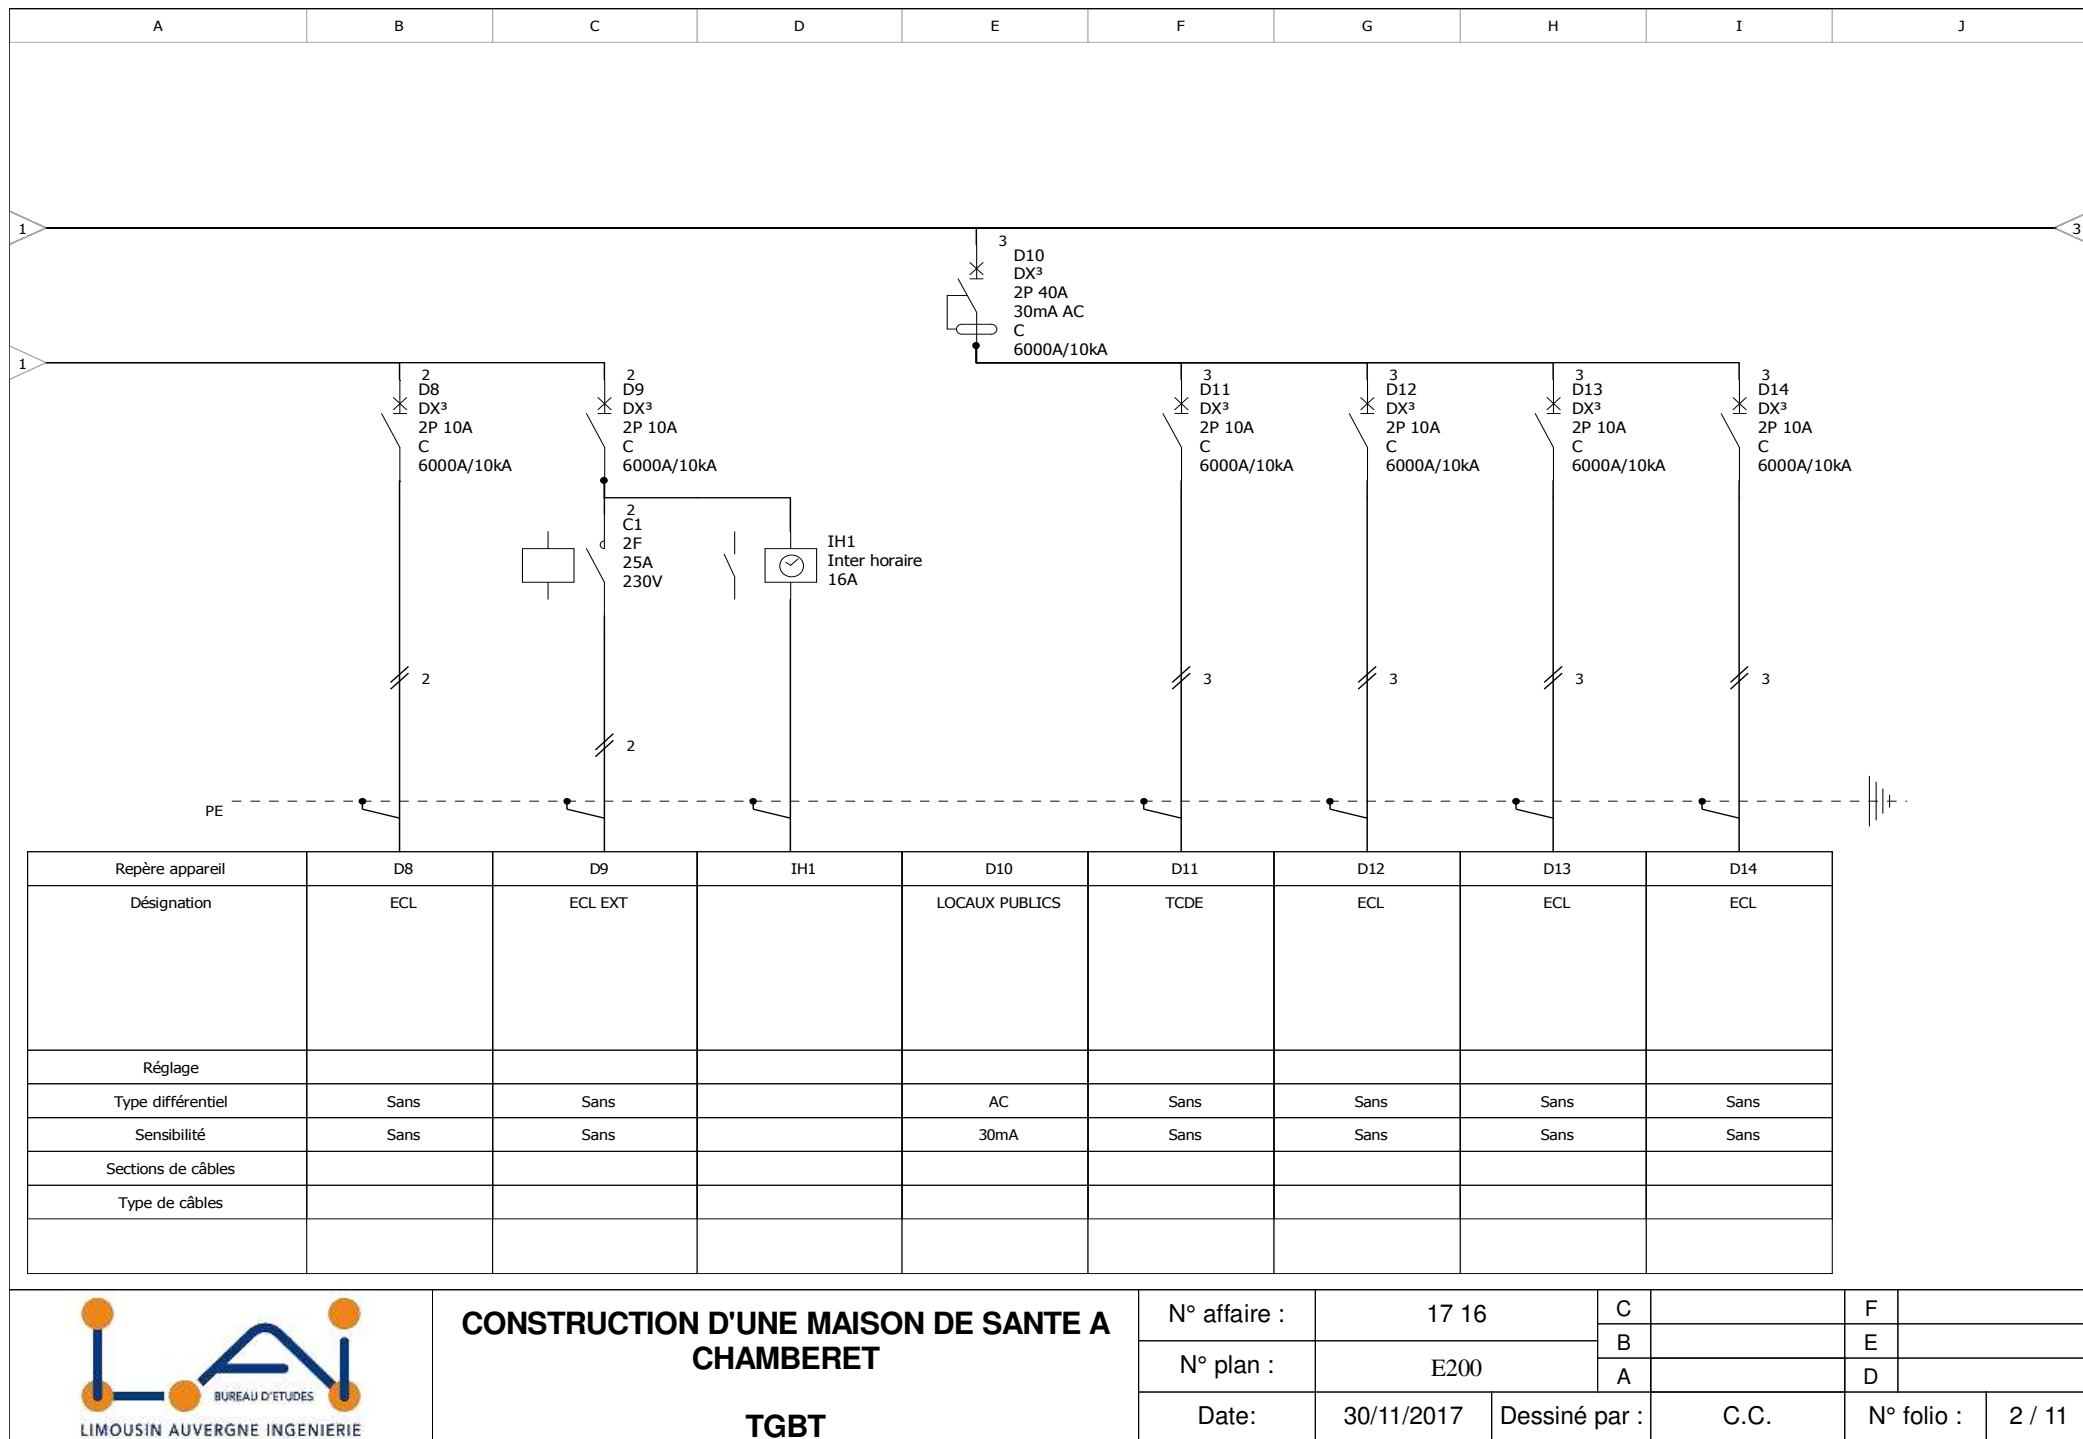 A B C D E F G H I J
1 3
3
D10
DX³
2P 40A
30mA AC
C
6000A/10kA
1
2
D8
DX³
2P 10A
C
6000A/10kA
2
D9
DX³
2P 10A
C
6000A/10kA
3
D11
DX³
2P 10A
C
6000A/10kA
3
D12
DX³
2P 10A
C
6000A/10kA
3
D13
DX³
2P 10A
C
6000A/10kA
3
D14
DX³
2P 10A
C
6000A/10kA
2
C1
2F
25A
230V
IH1
Inter horaire
16A
2 3 3 3 3
2
PE
Repère appareil D8 D9 IH1 D10 D11 D12 D13 D14
Désignation ECL ECL EXT LOCAUX PUBLICS TCDE ECL ECL ECL
Réglage
Type différentiel Sans Sans AC Sans Sans Sans Sans
Sensibilité Sans Sans 30mA Sans Sans Sans Sans
Sections de câbles
Type de câbles
BUREAU D'ETUDES
LIMOUSIN AUVERGNE INGENIERIE
CONSTRUCTION D'UNE MAISON DE SANTE A
CHAMBERET
TGBT
N° affaire : 17 16 C F
B E
N° plan : E200 A D
Date: 30/11/2017 Dessiné par : C.C. N° folio : 2 / 11